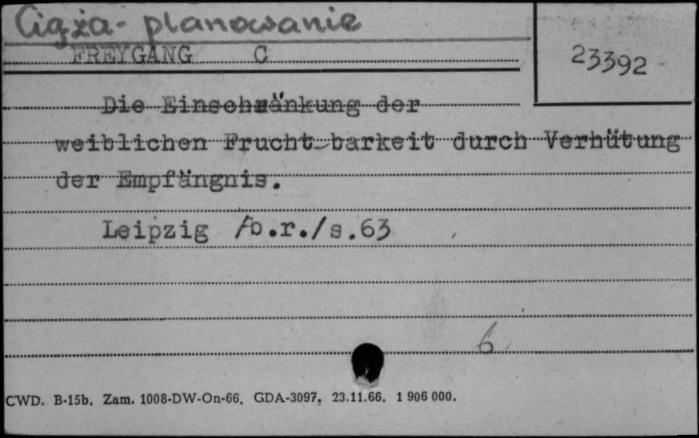 Ciąża - planowanie
FREYGANG C
23392
Die Einschränkung der
weiblichen Frucht-barkeit durch Verhütung
der Empfängnis.
Leipzig /b.r./s.63
6
CWD. B-15b. Zam. 1008-DW-On-66. GDA-3097. 23.11.66. 1 906 000.